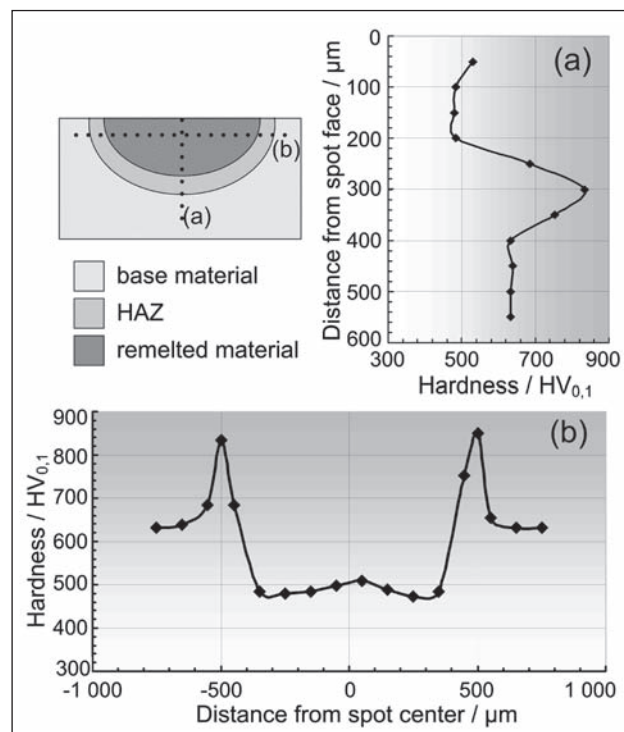 (b)
(a)
base material
HAZ
remelted material
(a)
Distance from spot face / µm
0
100
200
300
400
500
600
300 500 700 900
Hardness / HV0,1
(b)
Hardness / HV0,1
900
800
700
600
500
400
300
-1 000 -500 0 500 1 000
Distance from spot center / µm